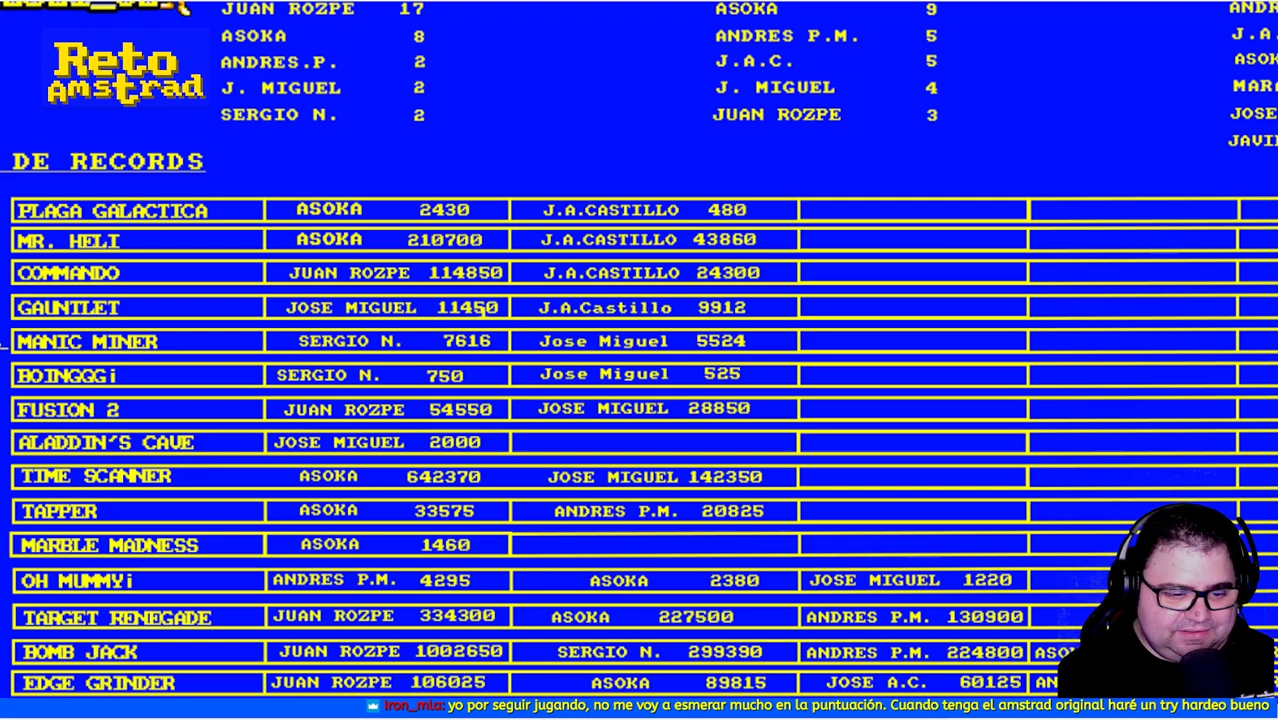 JUAN ROZPE 17 ASOKA 9
ASOKA 8 ANDRES P.M. 5 J.A.
Reto Amstrad
ANDRES.P. 2 J.A.C. 5
J. MIGUEL 2 J. MIGUEL 4
SERGIO N. 2 JUAN ROZPE 3
DE RECORDS
PLAGA GALACTICA ASOKA 2430 J.A.CASTILLO 480
MR. HELI ASOKA 210700 J.A.CASTILLO 43860
COMMANDO JUAN ROZPE 114850 J.A.CASTILLO 24300
GAUNTLET JOSE MIGUEL 11450 J.A.Castillo 9912
MANIC MINER SERGIO N. 7616 Jose Miguel 5524
BOINGGG¡ SERGIO N. 750 Jose Miguel 525
FUSION 2 JUAN ROZPE 54550 JOSE MIGUEL 28850
ALADDIN'S CAVE JOSE MIGUEL 2000
TIME SCANNER ASOKA 642370 JOSE MIGUEL 142350
TAPPER ASOKA 33575 ANDRES P.M. 20825
MARBLE MADNESS ASOKA 1460
OH MUMMY¡ ANDRES P.M. 4295 ASOKA 2380 JOSE MIGUEL 1220
TARGET RENEGADE JUAN ROZPE 334300 ASOKA 227500 ANDRES P.M. 130900
BOMB JACK JUAN ROZPE 1002650 SERGIO N. 299390 ANDRES P.M. 224800 ASO
EDGE GRINDER JUAN ROZPE 106025 ASOKA 89815 JOSE A.C. 60125 AN
Iron_mla: yo por seguir jugando, no me voy a esmerar mucho en la puntuación. Cuando tenga el amstrad original haré un try hardeo bueno